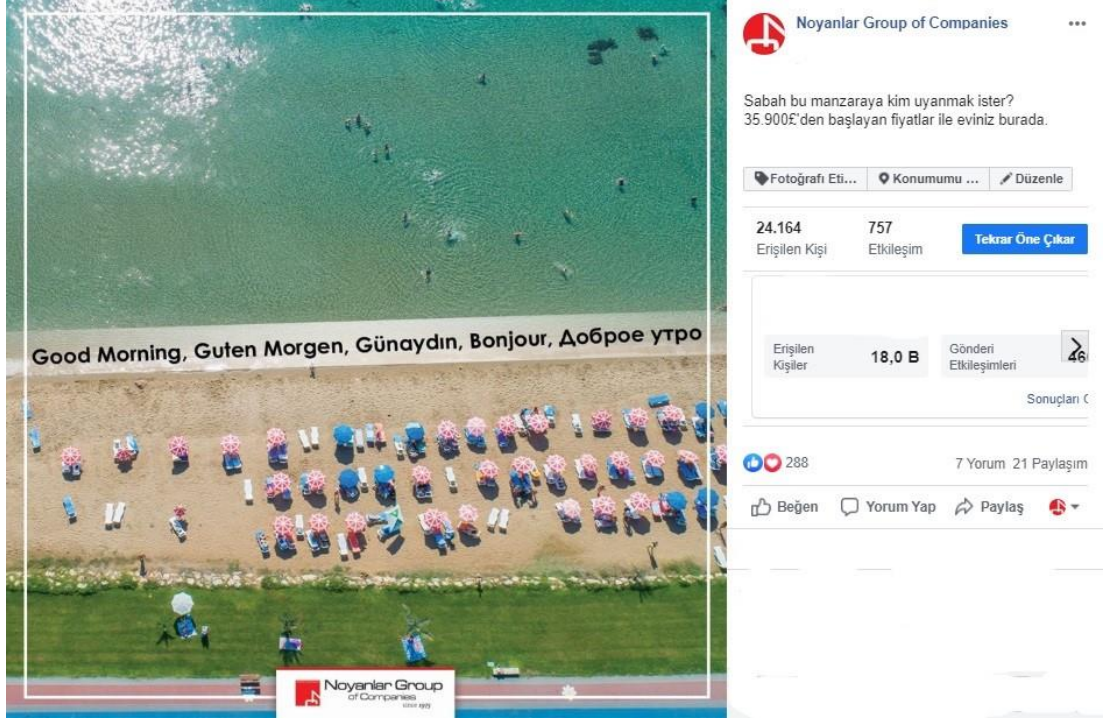 Good Morning, Guten Morgen, Günaydın, Bonjour, Доброе утро
Noyanlar Group
of Companies
since 1975
Noyanlar Group of Companies
Sabah bu manzaraya kim uyanmak ister?
35.900£'den başlayan fiyatlar ile eviniz burada.
Fotoğrafı Eti... Konumumu ... Düzenle
24.164 757 Tekrar Öne Çıkar
Erişilen Kişi Etkileşim
Erişilen Kişiler 18,0 B Gönderi Etkileşimleri
Sonuçları
288 7 Yorum 21 Paylaşım
Beğen Yorum Yap Paylaş